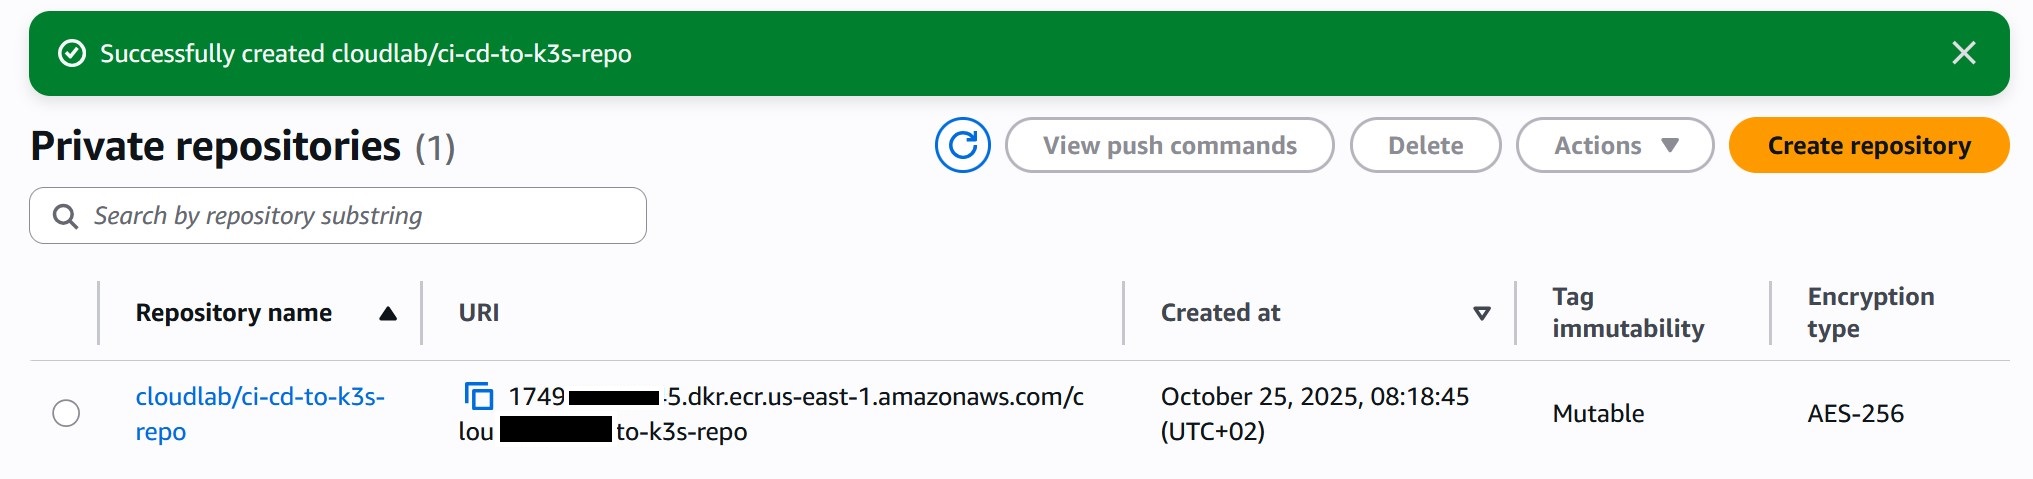 Successfully created cloudlab/ci-cd-to-k3s-repo
Private repositories (1)
View push commands
Delete
Actions
Create repository
Search by repository substring
Repository name
URI
Created at
Tag
immutability
Encryption
type
cloudlab/ci-cd-to-k3s-
repo
1749 5.dkr.ecr.us-east-1.amazonaws.com/c
lou to-k3s-repo
October 25, 2025, 08:18:45
(UTC+02)
Mutable
AES-256